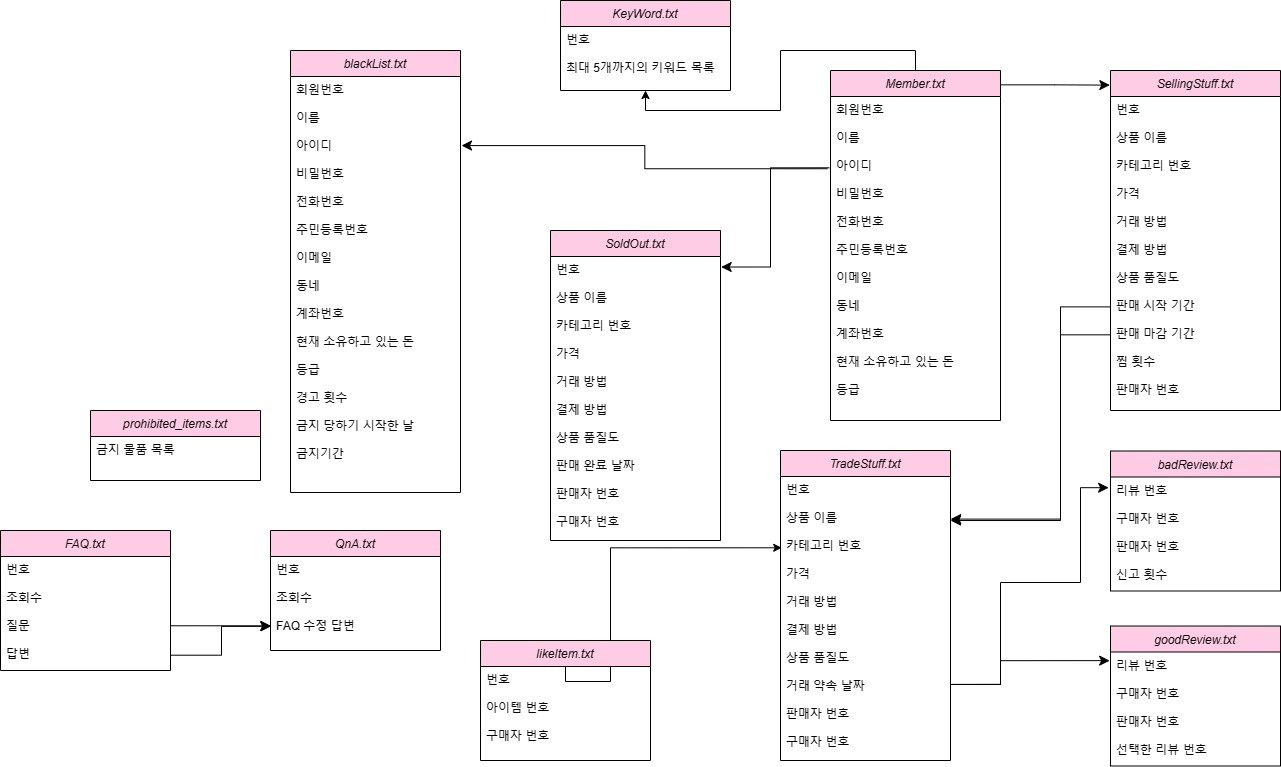 KeyWord.txt
번호
최대 5개까지의 키워드 목록
blackList.txt
회원번호
이름
아이디
비밀번호
전화번호
주민등록번호
이메일
동네
계좌번호
현재 소유하고 있는 돈
등급
경고 횟수
금지 당하기 시작한 날
금지기간
Member.txt
회원번호
이름
아이디
비밀번호
전화번호
주민등록번호
이메일
동네
계좌번호
현재 소유하고 있는 돈
등급
SellingStuff.txt
번호
상품 이름
카테고리 번호
가격
거래 방법
결제 방법
상품 품질도
판매 시작 기간
판매 마감 기간
찜 횟수
판매자 번호
SoldOut.txt
번호
상품 이름
카테고리 번호
가격
거래 방법
결제 방법
상품 품질도
판매 완료 날짜
판매자 번호
구매자 번호
prohibited_items.txt
금지 물품 목록
TradeStuff.txt
번호
상품 이름
카테고리 번호
가격
거래 방법
결제 방법
상품 품질도
거래 약속 날짜
판매자 번호
구매자 번호
badReview.txt
리뷰 번호
구매자 번호
판매자 번호
신고 횟수
FAQ.txt
번호
조회수
질문
답변
QnA.txt
번호
조회수
FAQ 수정 답변
likeItem.txt
번호
아이템 번호
구매자 번호
goodReview.txt
리뷰 번호
구매자 번호
판매자 번호
선택한 리뷰 번호